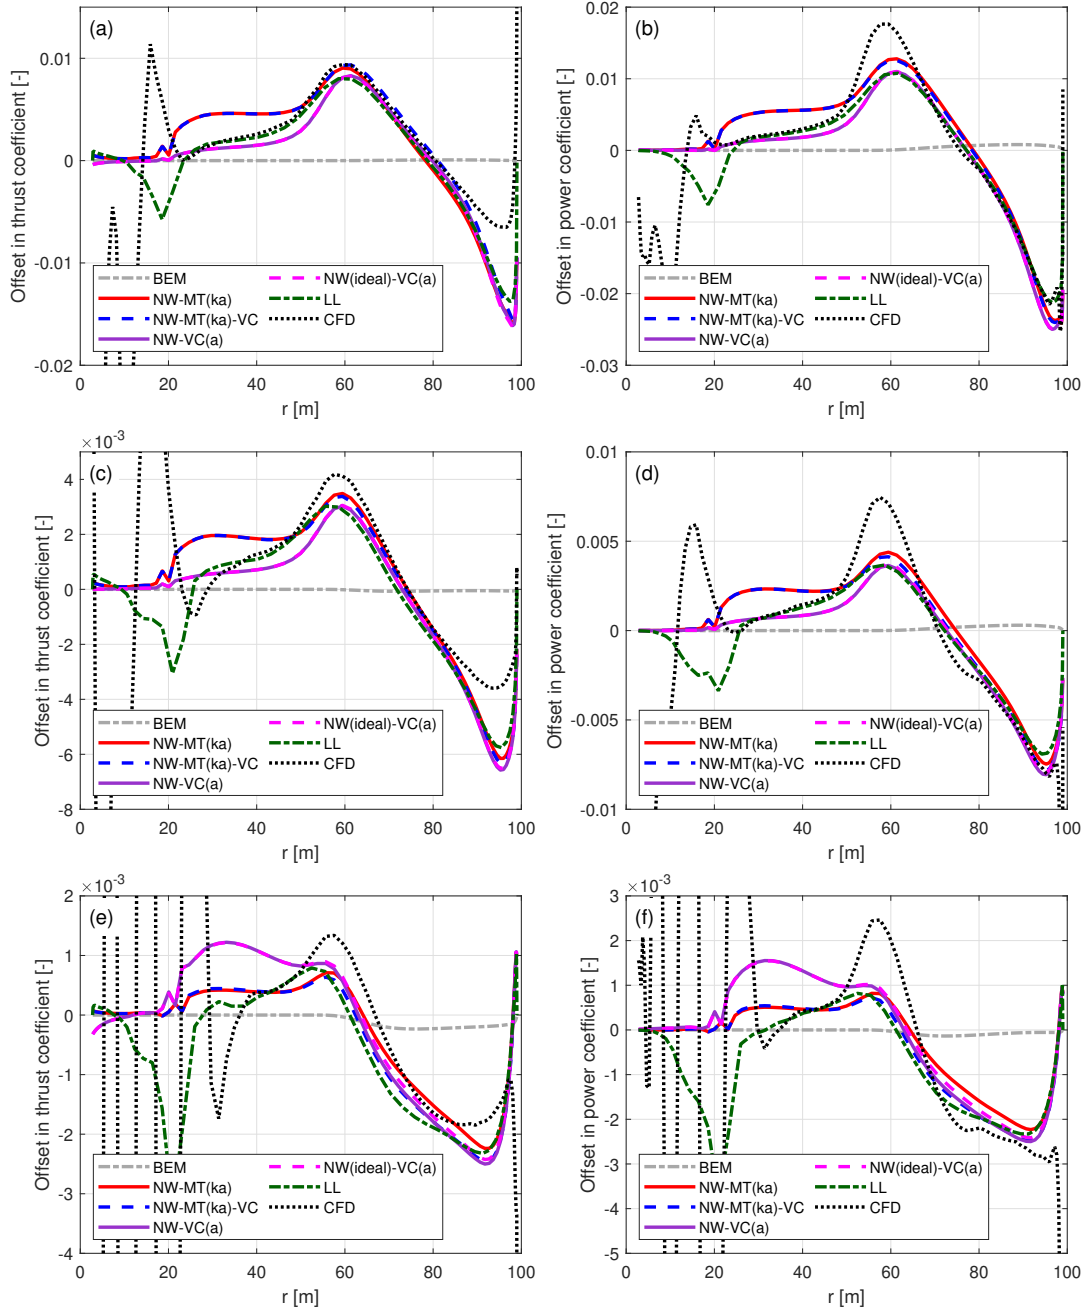 (a)
Offset in thrust coefficient [-]
0.01
0
-0.01
-0.02
0 20 40 60 80 100
r [m]
BEM
NW-MT(ka)
NW-MT(ka)-VC
NW-VC(a)
NW(ideal)-VC(a)
LL
CFD
(b)
Offset in power coefficient [-]
0.02
0.01
0
-0.01
-0.02
-0.03
0 20 40 60 80 100
r [m]
BEM
NW-MT(ka)
NW-MT(ka)-VC
NW-VC(a)
NW(ideal)-VC(a)
LL
CFD
×10⁻³
(c)
Offset in thrust coefficient [-]
4
2
0
-2
-4
-6
-8
0 20 40 60 80 100
r [m]
BEM
NW-MT(ka)
NW-MT(ka)-VC
NW-VC(a)
NW(ideal)-VC(a)
LL
CFD
(d)
Offset in power coefficient [-]
0.01
0.005
0
-0.005
-0.01
0 20 40 60 80 100
r [m]
BEM
NW-MT(ka)
NW-MT(ka)-VC
NW-VC(a)
NW(ideal)-VC(a)
LL
CFD
×10⁻³
(e)
Offset in thrust coefficient [-]
2
1
0
-1
-2
-3
-4
0 20 40 60 80 100
r [m]
BEM
NW-MT(ka)
NW-MT(ka)-VC
NW-VC(a)
NW(ideal)-VC(a)
LL
CFD
×10⁻³
(f)
Offset in power coefficient [-]
3
2
1
0
-1
-2
-3
-4
-5
0 20 40 60 80 100
r [m]
BEM
NW-MT(ka)
NW-MT(ka)-VC
NW-VC(a)
NW(ideal)-VC(a)
LL
CFD